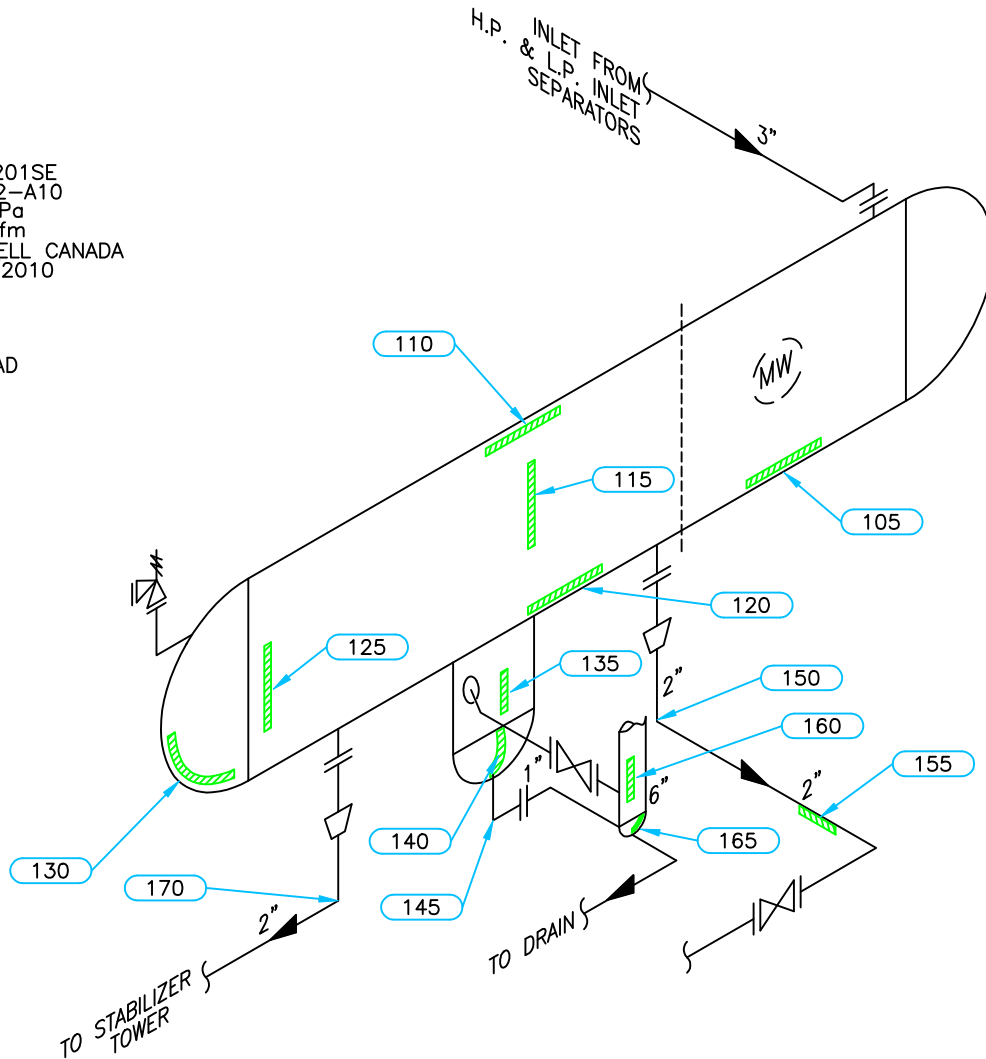 H.P. & L.P. INLET
INLET FROM
SEPARATORS
3”
201SE
2-A10
Pa
fm
ELL CANADA
2010
AD
MW
110
115
105
120
125
135
150
160
155
130
140
165
170
145
2”
1”
6”
2”
2”
TO DRAIN
TO STABILIZER
TOWER